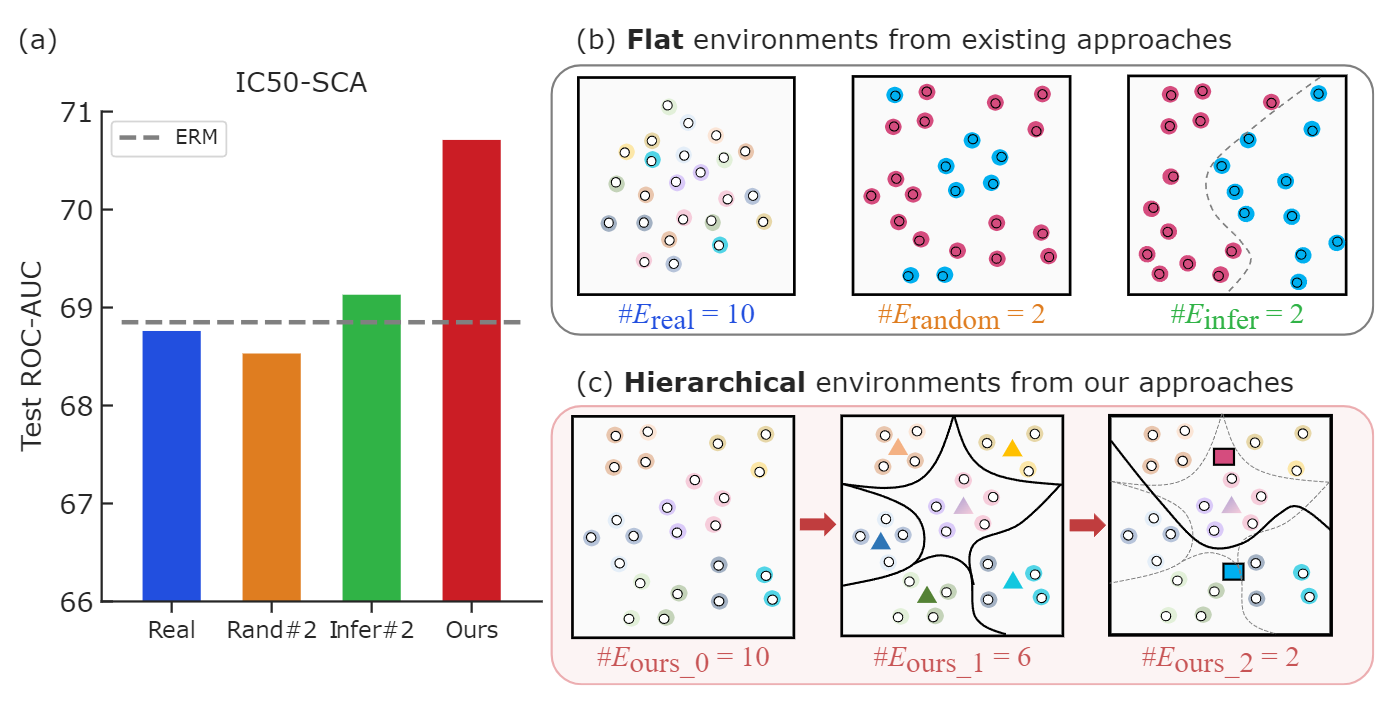 (a)
IC50-SCA
Test ROC-AUC
71
70
69
68
67
66
ERM
Real
Rand#2
Infer#2
Ours
(b) Flat environments from existing approaches
#Ereal = 10
#Erandom = 2
#Einfer = 2
(c) Hierarchical environments from our approaches
#Eours_0 = 10
#Eours_1 = 6
#Eours_2 = 2